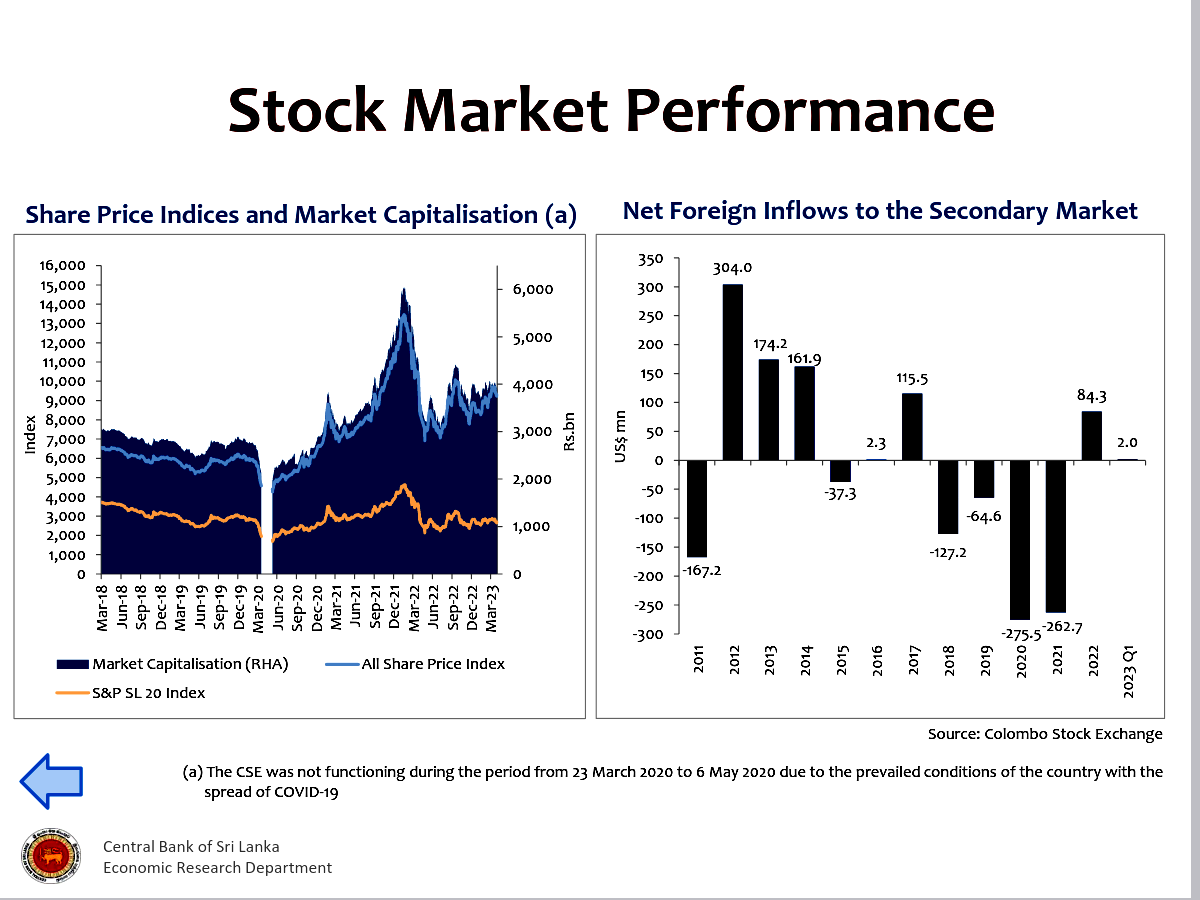 Stock Market Performance
Share Price Indices and Market Capitalisation (a)
16,000
15,000
14,000
13,000
12,000
11,000
10,000
9,000
8,000
7,000
6,000
5,000
4,000
3,000
2,000
1,000
0
Index
6,000
5,000
4,000
3,000
2,000
1,000
0
Rs.bn
Mar-18
Jun-18
Sep-18
Dec-18
Mar-19
Jun-19
Sep-19
Dec-19
Mar-20
Jun-20
Sep-20
Dec-20
Mar-21
Jun-21
Sep-21
Dec-21
Mar-22
Jun-22
Sep-22
Dec-22
Mar-23
Market Capitalisation (RHA)
All Share Price Index
S&P SL 20 Index
Net Foreign Inflows to the Secondary Market
350
300
250
200
150
100
50
0
-50
-100
-150
-200
-250
-300
US$ mn
-167.2
304.0
174.2
161.9
-37.3
2.3
115.5
-127.2
-64.6
-275.5
-262.7
84.3
2.0
2011
2012
2013
2014
2015
2016
2017
2018
2019
2020
2021
2022
2023 Q1
Source: Colombo Stock Exchange
(a) The CSE was not functioning during the period from 23 March 2020 to 6 May 2020 due to the prevailed conditions of the country with the
spread of COVID-19
Central Bank of Sri Lanka
Economic Research Department